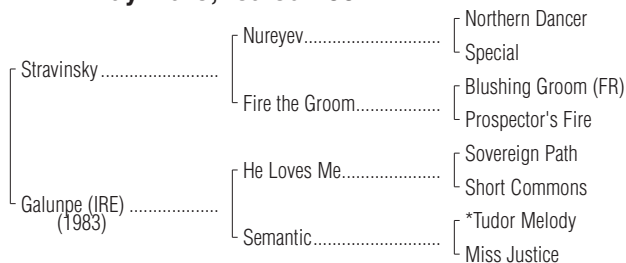 Northern Dancer
Nureyev
Special
Stravinsky
Blushing Groom (FR)
Fire the Groom
Prospector's Fire
Sovereign Path
He Loves Me
Short Commons
Galunpe (IRE)
(1983)
*Tudor Melody
Semantic
Miss Justice